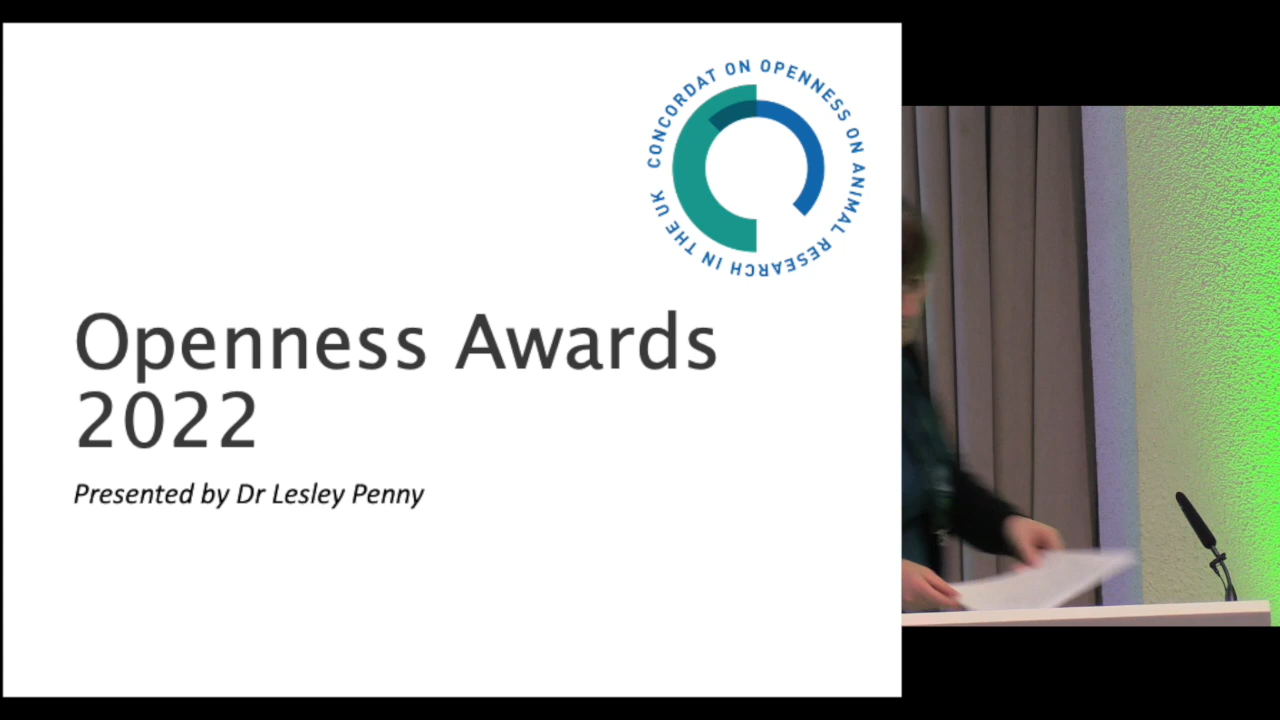 CONCORDAT ON OPENNESS ON ANIMAL RESEARCH IN THE UK
Openness Awards
2022
Presented by Dr Lesley Penny